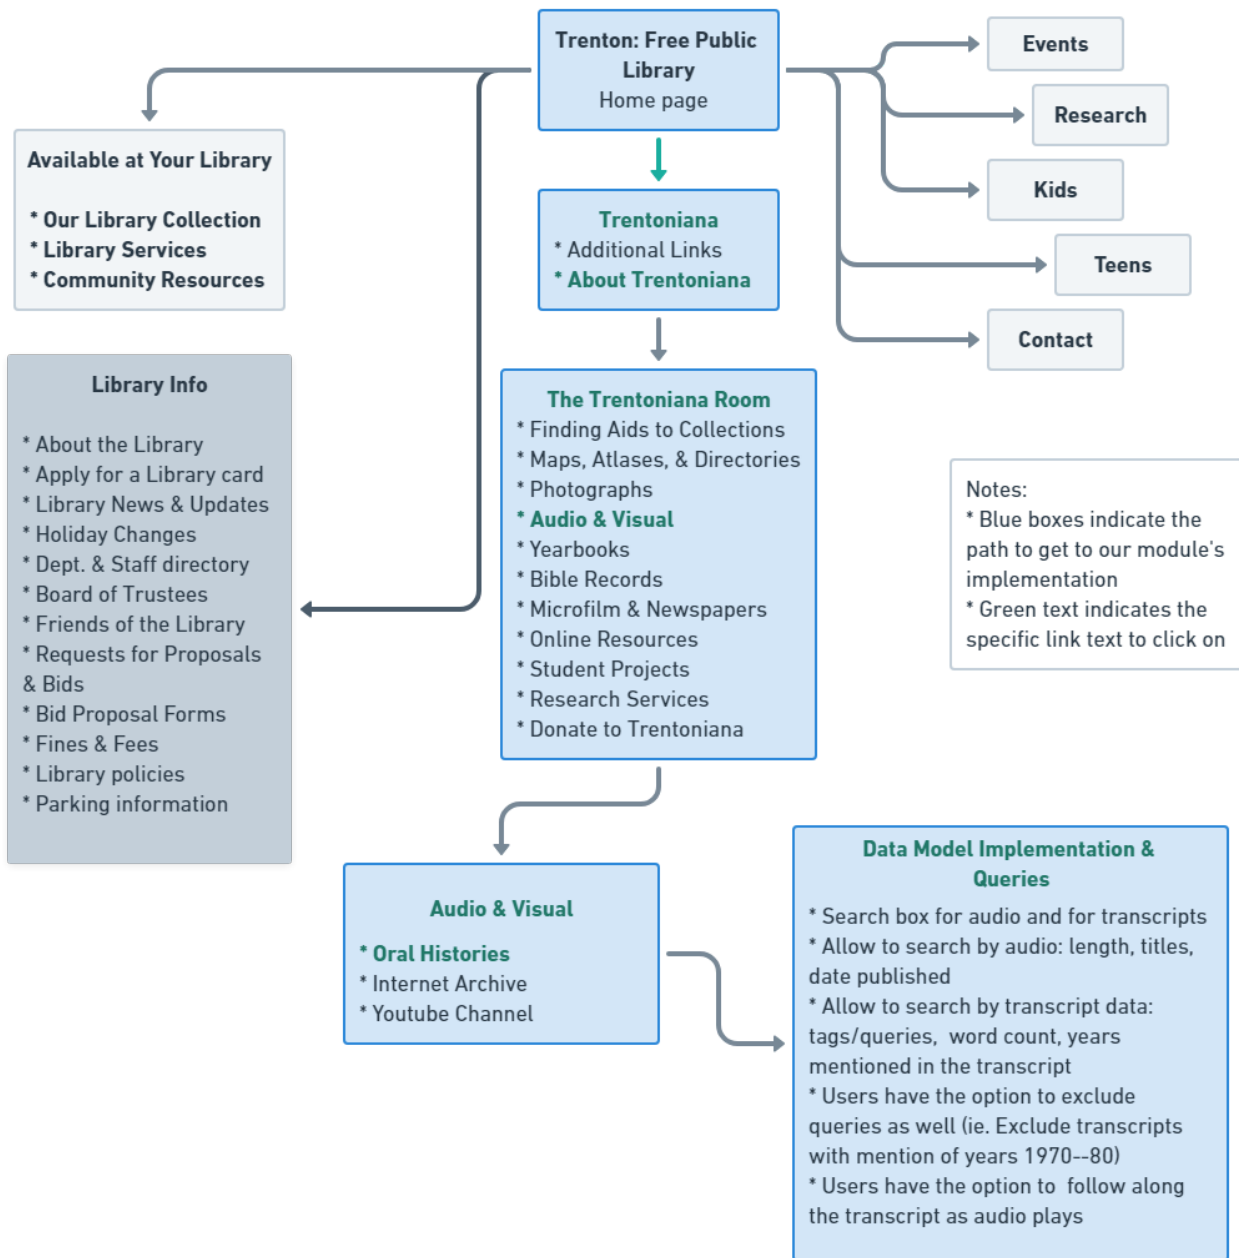 Trenton: Free Public
Library
Home page
Events
Research
Kids
Teens
Contact
Available at Your Library
* Our Library Collection
* Library Services
* Community Resources
Trentoniana
* Additional Links
* About Trentoniana
Library Info
* About the Library
* Apply for a Library card
* Library News & Updates
* Holiday Changes
* Dept. & Staff directory
* Board of Trustees
* Friends of the Library
* Requests for Proposals
& Bids
* Bid Proposal Forms
* Fines & Fees
* Library policies
* Parking information
The Trentoniana Room
* Finding Aids to Collections
* Maps, Atlases, & Directories
* Photographs
* Audio & Visual
* Yearbooks
* Bible Records
* Microfilm & Newspapers
* Online Resources
* Student Projects
* Research Services
* Donate to Trentoniana
Notes:
* Blue boxes indicate the
path to get to our module's
implementation
* Green text indicates the
specific link text to click on
Audio & Visual
* Oral Histories
* Internet Archive
* Youtube Channel
Data Model Implementation &
Queries
* Search box for audio and for transcripts
* Allow to search by audio: length, titles,
date published
* Allow to search by transcript data:
tags/queries,  word count, years
mentioned in the transcript
* Users have the option to exclude
queries as well (ie. Exclude transcripts
with mention of years 1970--80)
* Users have the option to  follow along
the transcript as audio plays